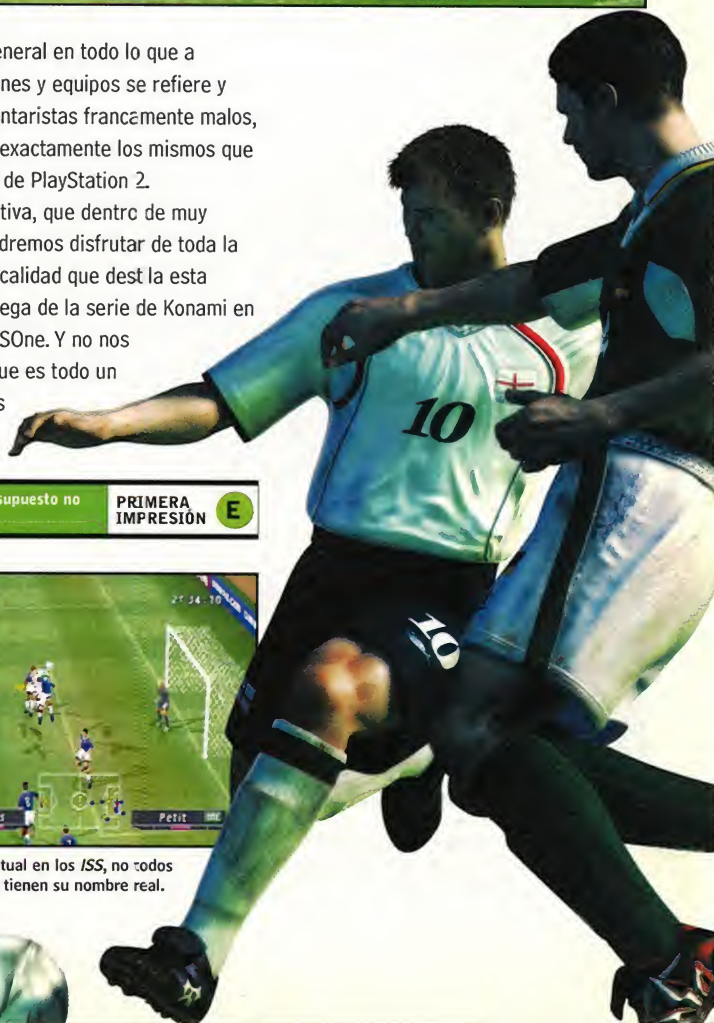 eneral en todo lo que a
nes y equipos se refiere y
ntaristas francamente malos,
exactamente los mismos que
de PlayStation 2.
tiva, que dentro de muy
dremos disfrutar de toda la
calidad que dest la esta
ega de la serie de Konami en
SOne. Y no nos
ue es todo un
s
supuesto no
PRIMERA
IMPRESIÓN E
10
10
Petit
tual en los ISS, no todos
tienen su nombre real.